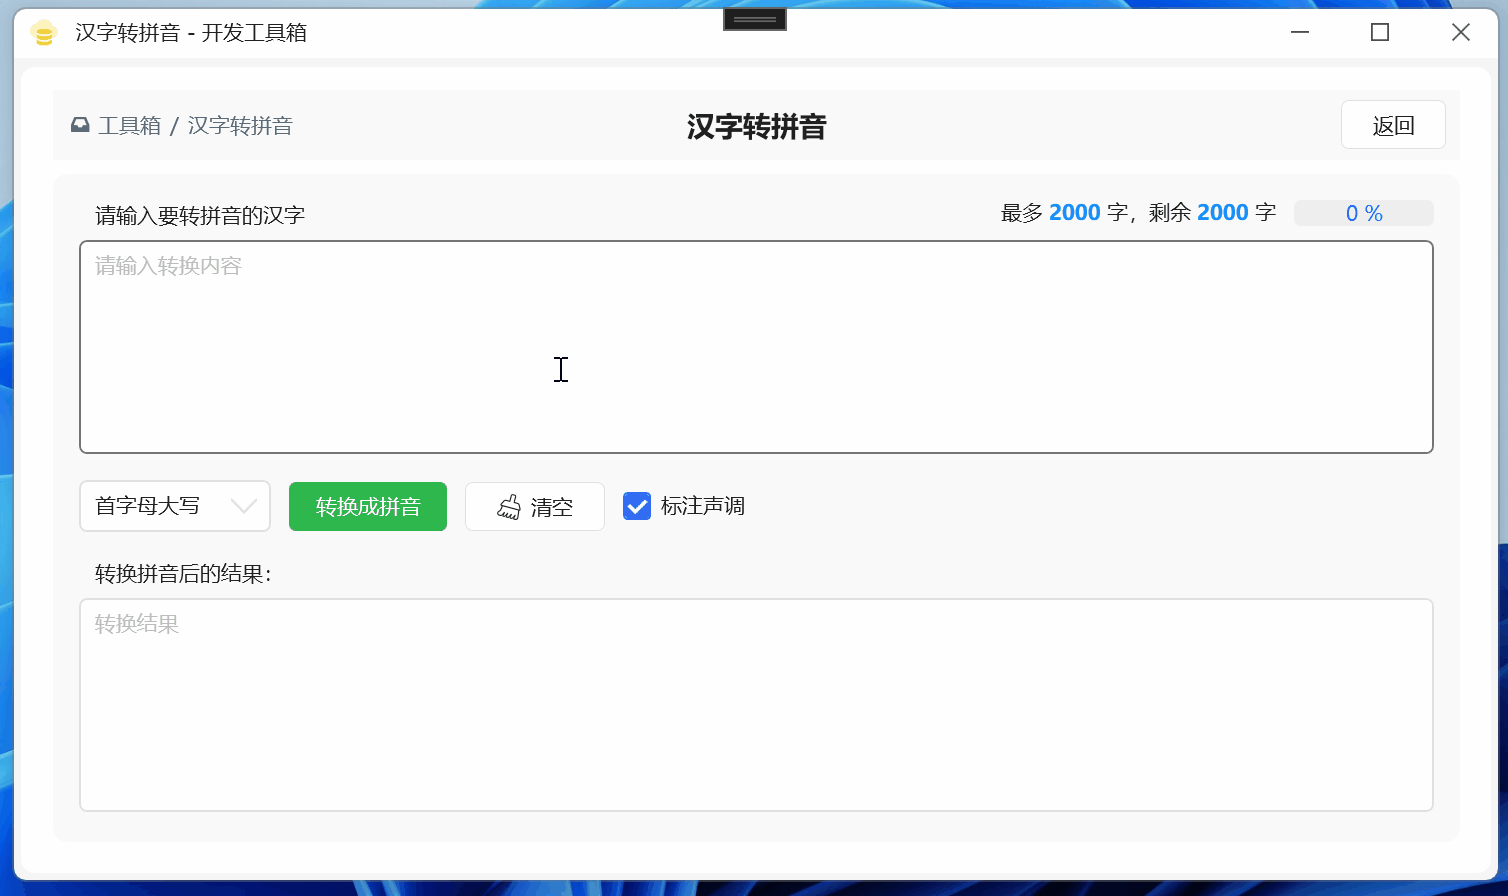 汉字转拼音 - 开发工具箱
工具箱 / 汉字转拼音
汉字转拼音
返回
请输入要转拼音的汉字
最多 2000 字，剩余 2000 字
0 %
请输入转换内容
首字母大写
转换成拼音
清空
标注声调
转换拼音后的结果：
转换结果